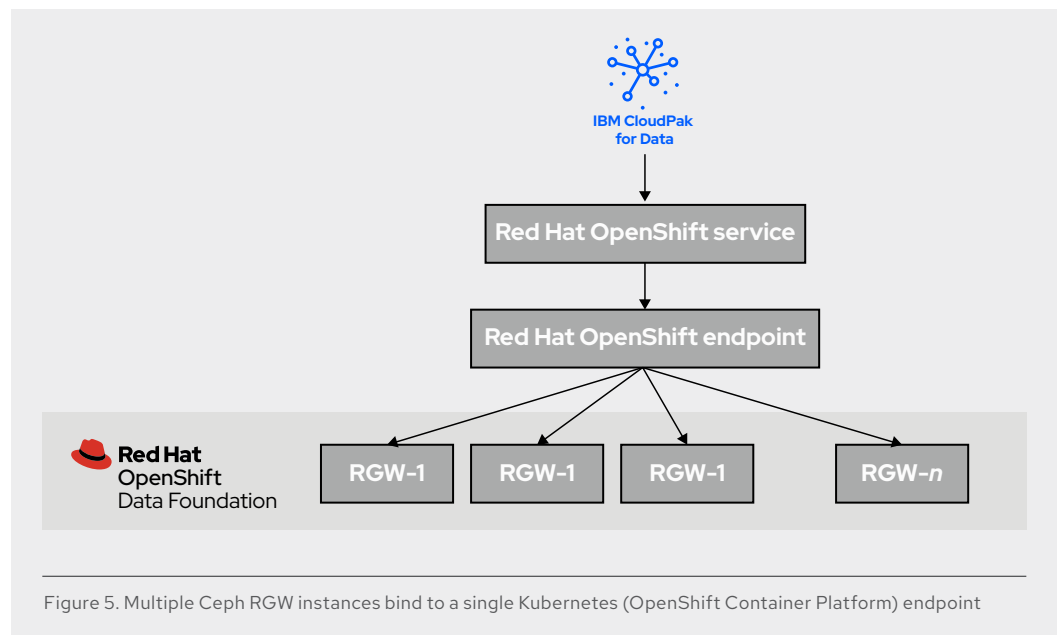 IBM CloudPak
for Data
Red Hat OpenShift service
Red Hat OpenShift endpoint
Red Hat
OpenShift
Data Foundation
RGW-1
RGW-1
RGW-1
RGW-n
Figure 5. Multiple Ceph RGW instances bind to a single Kubernetes (OpenShift Container Platform) endpoint